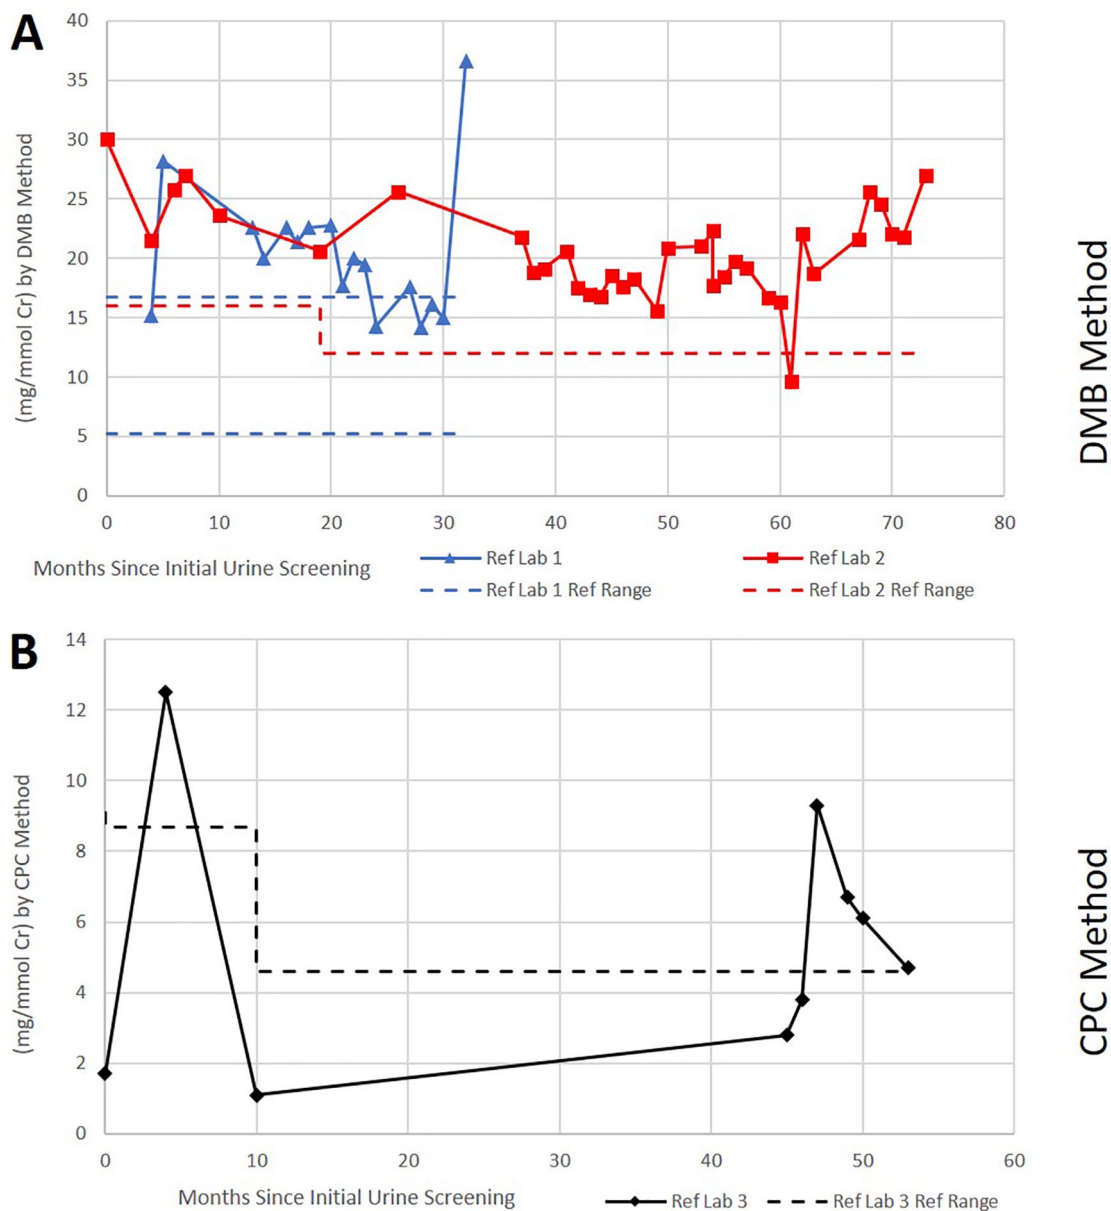 A
40
35
30
25
20
15
10
5
0
(mg/mmol Cr) by DMB Method
0 10 20 30 40 50 60 70 80
Months Since Initial Urine Screening
Ref Lab 1 Ref Lab 2
Ref Lab 1 Ref Range Ref Lab 2 Ref Range
DMB Method
B
14
12
10
8
6
4
2
0
(mg/mmol Cr) by CPC Method
0 10 20 30 40 50 60
Months Since Initial Urine Screening
Ref Lab 3 Ref Lab 3 Ref Range
CPC Method